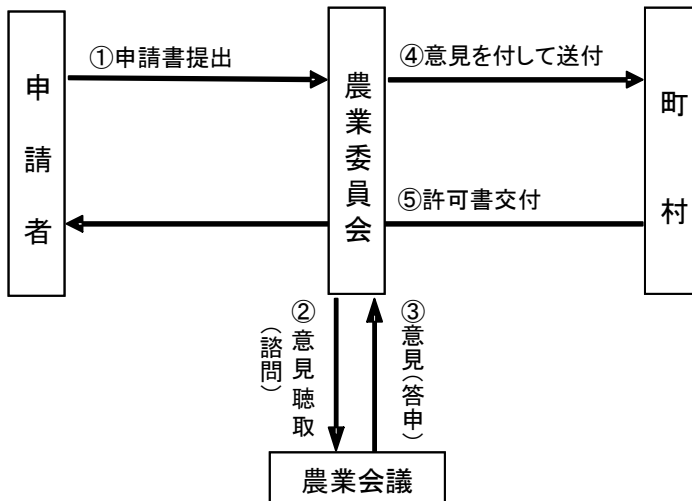 申請者
①申請書提出
農業委員会
④意見を付して送付
町村
⑤許可書交付
②意見聴取
（諮問）
③意見（答申）
農業会議